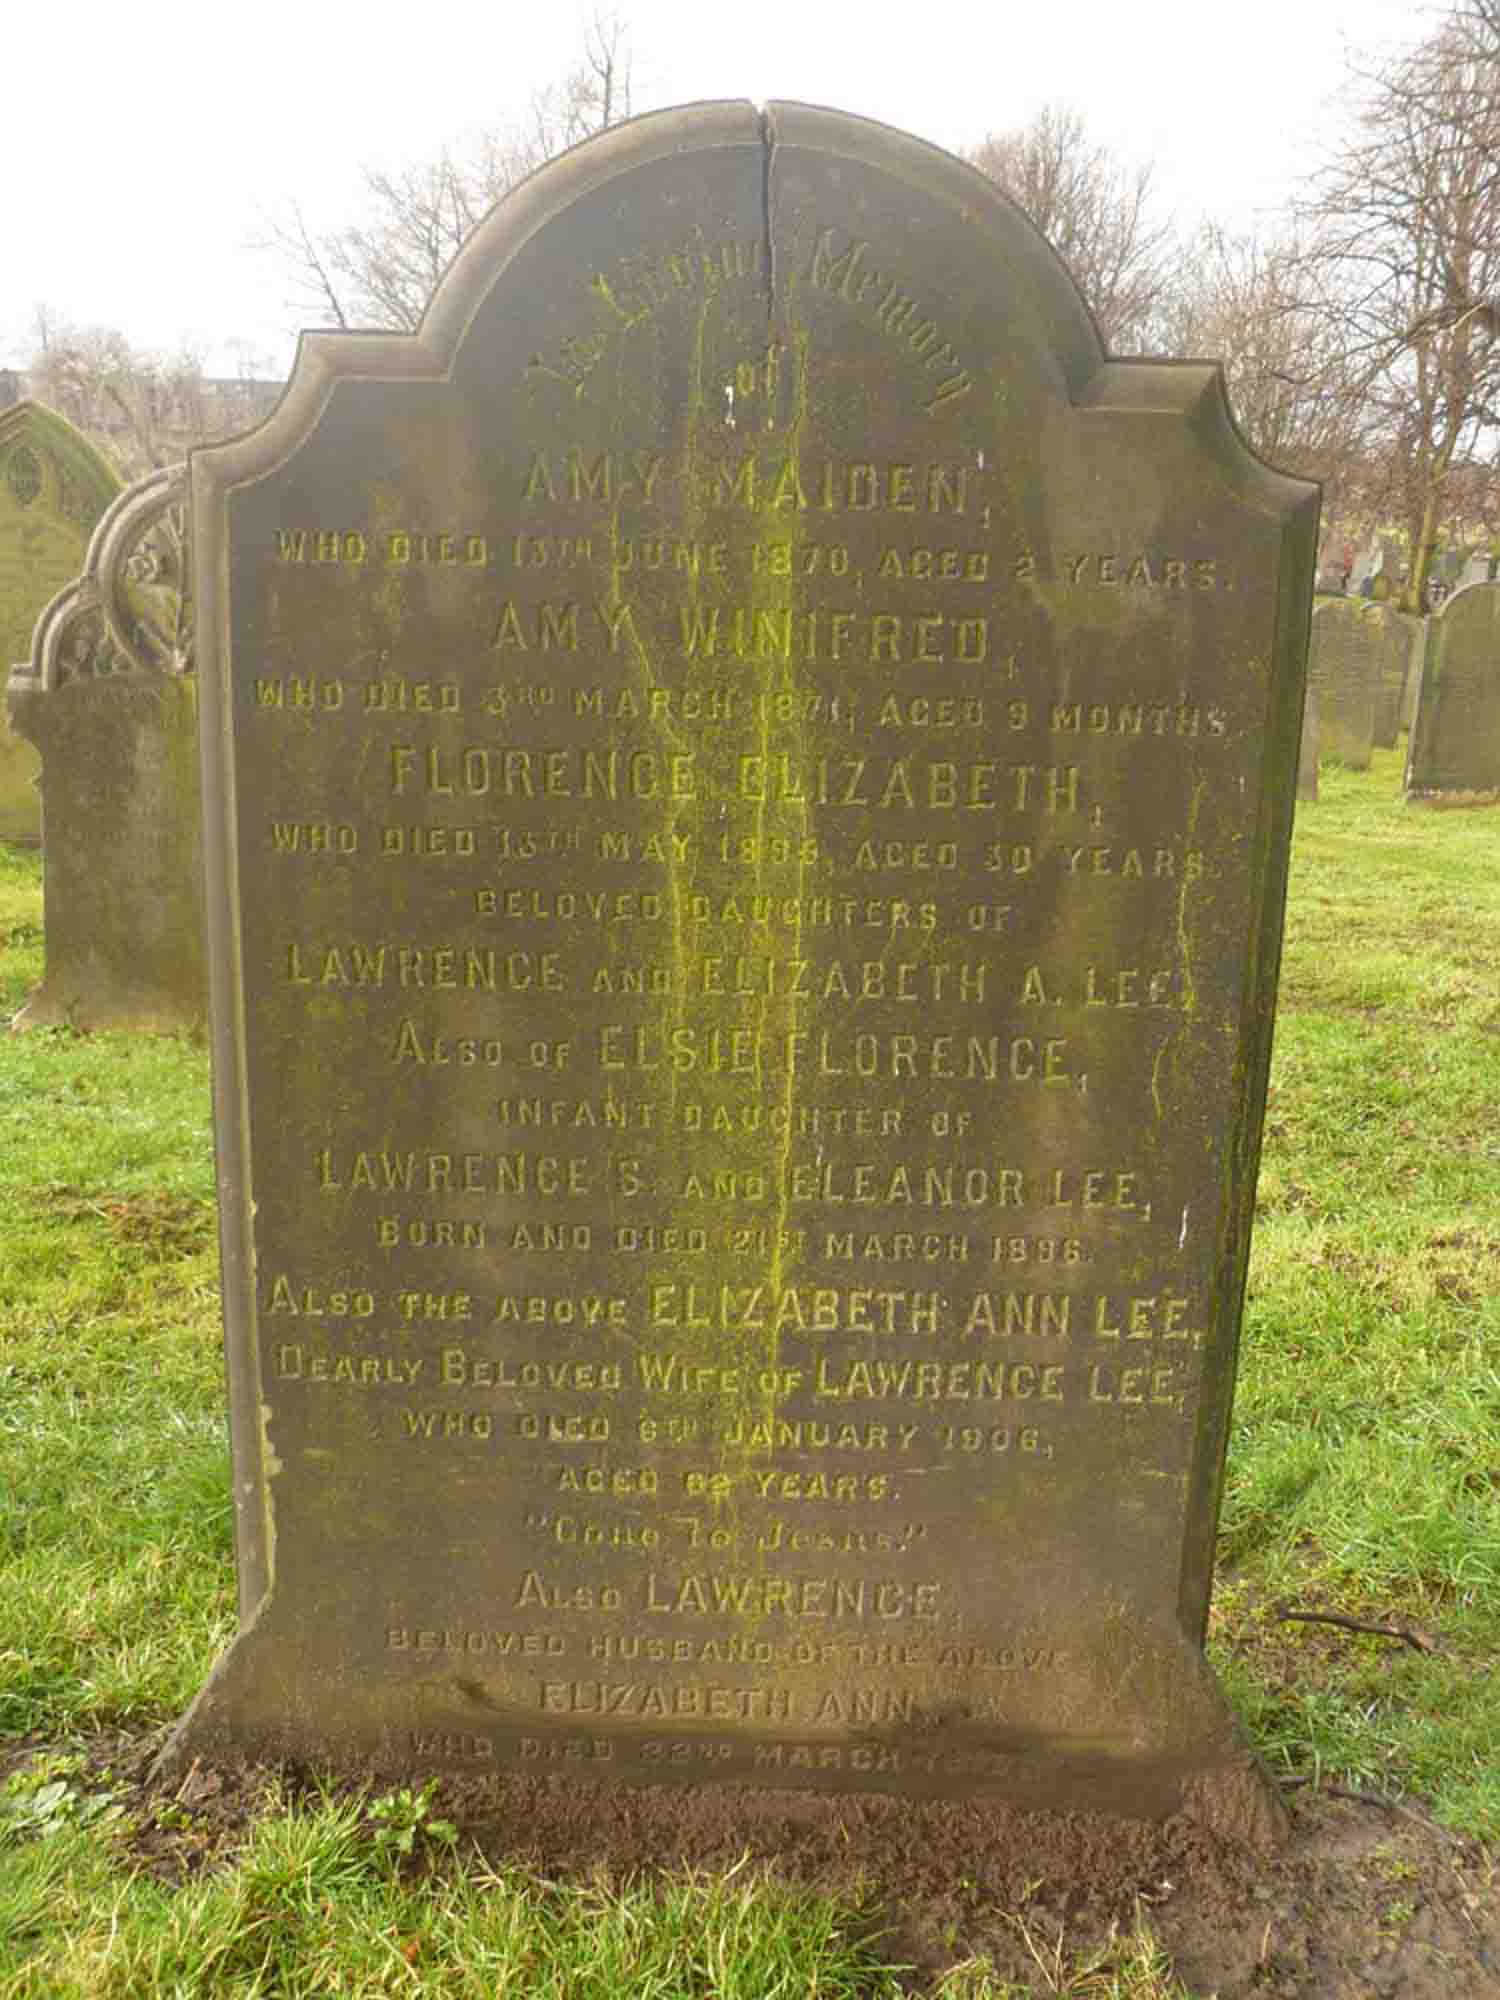 In Loving Memory
of
AMY MAIDEN,
WHO DIED 13TH JUNE 1870, AGED 2 YEARS.
AMY WINIFRED,
WHO DIED 3RD MARCH 1871, AGED 9 MONTHS.
FLORENCE ELIZABETH,
WHO DIED MAY AGED 30 YEARS.
BELOVED DAUGHTERS OF
LAWRENCE AND ELIZABETH A. LEE.
ALSO OF ELSIE FLORENCE,
INFANT DAUGHTER OF
LAWRENCE S. AND ELEANOR LEE,
BORN AND DIED 21ST MARCH 1896.
ALSO THE ABOVE ELIZABETH ANN LEE,
DEARLY BELOVED WIFE OF LAWRENCE LEE,
WHO DIED 6TH JANUARY 1906,
AGED YEARS.
"Gone To Jesus."
ALSO LAWRENCE,
BELOVED HUSBAND OF THE ABOVE
ELIZABETH ANN
WHO DIED 22ND MARCH